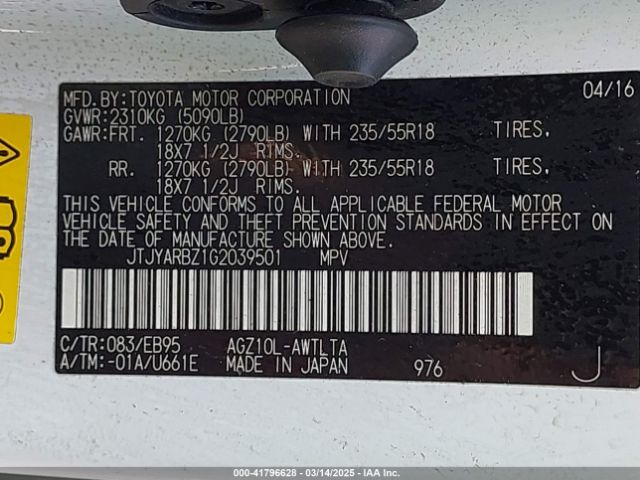 MFD.BY:TOYOTA MOTOR CORPORATION 04/16
GVWR:2310KG (5090LB)
GAWR:FRT. 1270KG (2790LB) WITH 235/55R18 TIRES,
18X7 1/2J RIMS.
RR. 1270KG (2790LB) WITH 235/55R18 TIRES,
18X7 1/2J RIMS.
THIS VEHICLE CONFORMS TO ALL APPLICABLE FEDERAL MOTOR
VEHICLE SAFETY AND THEFT PREVENTION STANDARDS IN EFFECT ON
THE DATE OF MANUFACTURE SHOWN ABOVE.
JTJYARBZ1G2039501 MPV
C/TR:083/EB95 AGZ10L-AWTLTA
A/TM:-01A/U661E MADE IN JAPAN 976 J
000-41796628 - 03/14/2025 - IAA Inc.